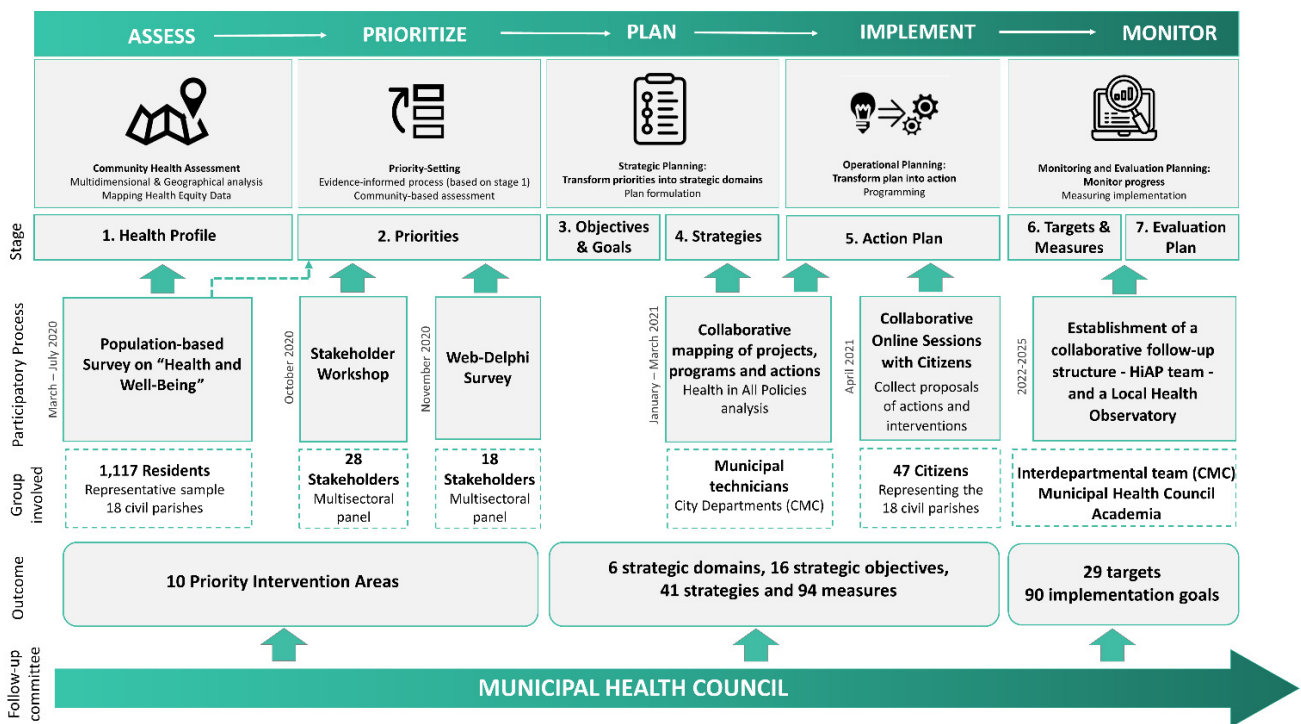 ASSESS
PRIORITIZE
PLAN
IMPLEMENT
MONITOR
Community Health Assessment
Multidimensional & Geographical analysis
Mapping Health Equity Data
Priority-Setting
Evidence-informed process (based on stage 1)
Community-based assessment
Strategic Planning:
Transform priorities into strategic domains
Plan formulation
Operational Planning:
Transform plan into action
Programming
Monitoring and Evaluation Planning:
Monitor progress
Measuring implementation
Stage
1. Health Profile
2. Priorities
3. Objectives
& Goals
4. Strategies
5. Action Plan
6. Targets &
Measures
7. Evaluation
Plan
Participatory Process
March – July 2020
Population-based
Survey on “Health and
Well-Being”
October 2020
Stakeholder
Workshop
November 2020
Web-Delphi
Survey
January – March 2021
Collaborative
mapping of projects,
programs and actions
Health in All Policies
analysis
April 2021
Collaborative
Online Sessions
with Citizens
Collect proposals
of actions and
interventions
2022-2025
Establishment of a
collaborative follow-up
structure - HiAP team -
and a Local Health
Observatory
Group
involved
1,117 Residents
Representative sample
18 civil parishes
28
Stakeholders
Multisectoral
panel
18
Stakeholders
Multisectoral
panel
Municipal
technicians
City Departments (CMC)
47 Citizens
Representing the
18 civil parishes
Interdepartmental team (CMC)
Municipal Health Council
Academia
Outcome
10 Priority Intervention Areas
6 strategic domains, 16 strategic objectives,
41 strategies and 94 measures
29 targets
90 implementation goals
Follow-up
committee
MUNICIPAL HEALTH COUNCIL